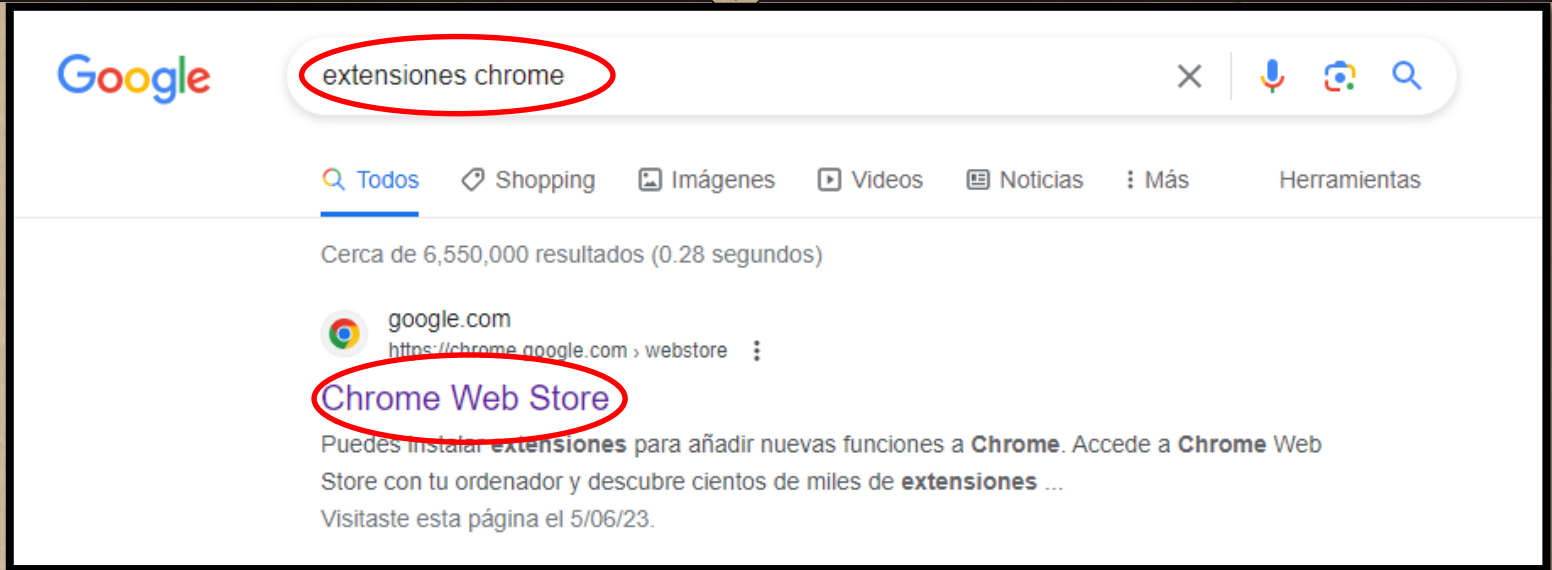 Google
extensiones chrome
Todos Shopping Imágenes Videos Noticias Más Herramientas
Cerca de 6,550,000 resultados (0.28 segundos)
google.com
https://chrome.google.com › webstore
Chrome Web Store
Puedes instalar extensiones para añadir nuevas funciones a Chrome. Accede a Chrome Web
Store con tu ordenador y descubre cientos de miles de extensiones ...
Visitaste esta página el 5/06/23.